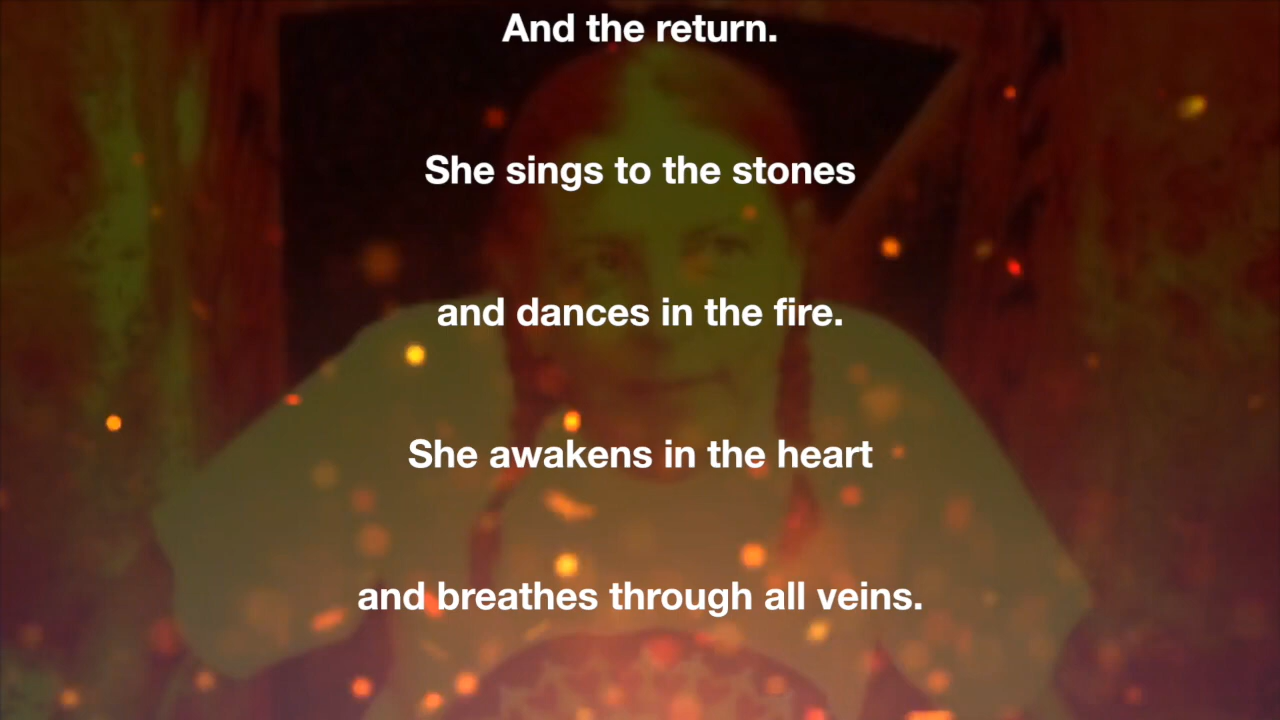 And the return.
She sings to the stones
and dances in the fire.
She awakens in the heart
and breathes through all veins.